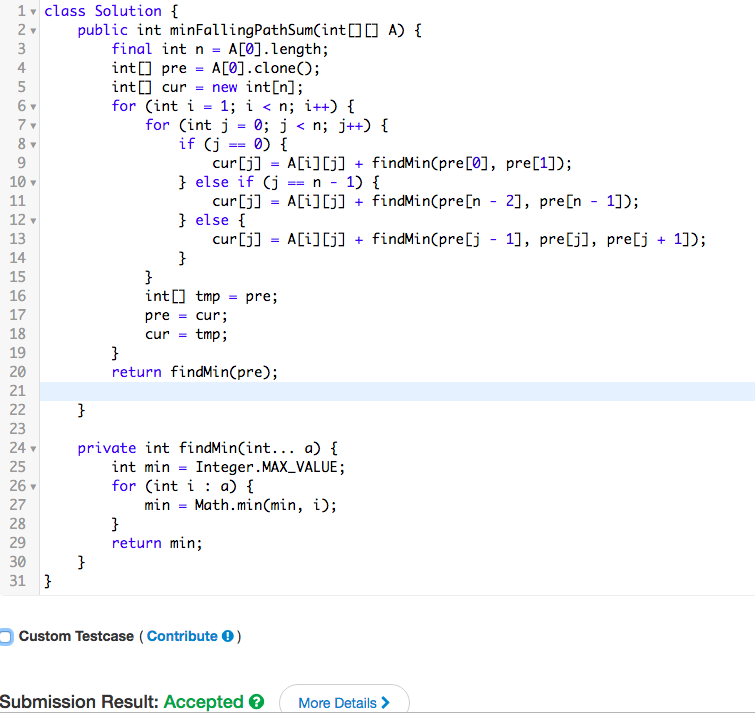 1 class Solution {
2 public int minFallingPathSum(int[][] A) {
3 final int n = A[0].length;
4 int[] pre = A[0].clone();
5 int[] cur = new int[n];
6 for (int i = 1; i < n; i++) {
7 for (int j = 0; j < n; j++) {
8 if (j == 0) {
9 cur[j] = A[i][j] + findMin(pre[0], pre[1]);
10 } else if (j == n - 1) {
11 cur[j] = A[i][j] + findMin(pre[n - 2], pre[n - 1]);
12 } else {
13 cur[j] = A[i][j] + findMin(pre[j - 1], pre[j], pre[j + 1]);
14 }
15 }
16 int[] tmp = pre;
17 pre = cur;
18 cur = tmp;
19 }
20 return findMin(pre);
21
22 }
23
24 private int findMin(int... a) {
25 int min = Integer.MAX_VALUE;
26 for (int i : a) {
27 min = Math.min(min, i);
28 }
29 return min;
30 }
31 }
Custom Testcase ( Contribute )
Submission Result: Accepted More Details